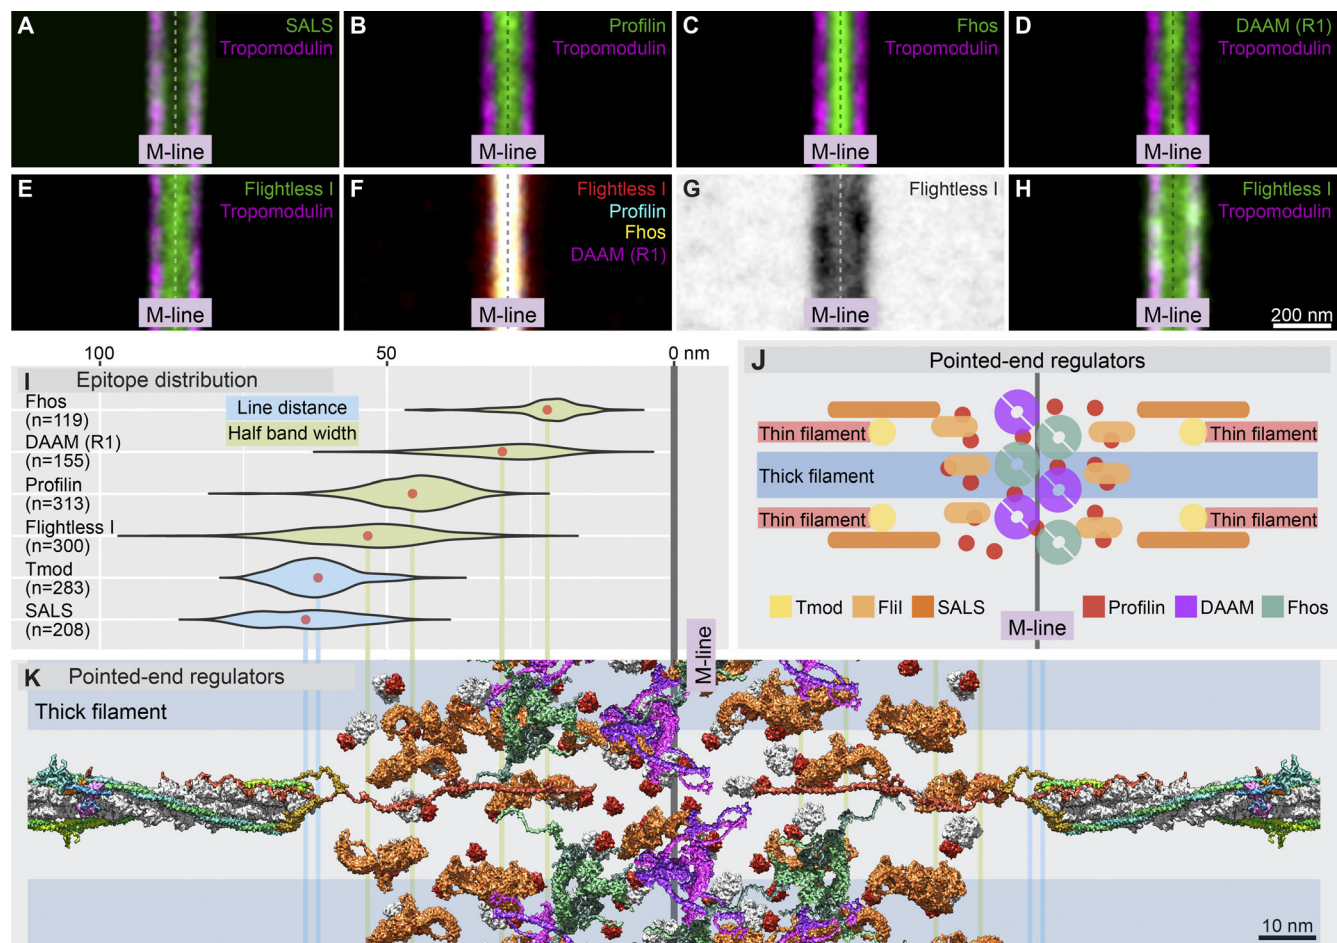 A
SALS
Tropomodulin
M-line
B
Profilin
Tropomodulin
M-line
C
Fhos
Tropomodulin
M-line
D
DAAM (R1)
Tropomodulin
M-line
E
Flightless I
Tropomodulin
M-line
F
Flightless I
Profilin
Fhos
DAAM (R1)
M-line
G
Flightless I
M-line
H
Flightless I
Tropomodulin
M-line
200 nm
100
50
0 nm
I
Epitope distribution
Line distance
Half band width
Fhos
(n=119)
DAAM (R1)
(n=155)
Profilin
(n=313)
Flightless I
(n=300)
Tmod
(n=283)
SALS
(n=208)
M-line
J
Pointed-end regulators
Thin filament
Thin filament
Thick filament
Thin filament
Thin filament
Tmod
FliI
SALS
Profilin
DAAM
Fhos
M-line
K
Pointed-end regulators
Thick filament
10 nm